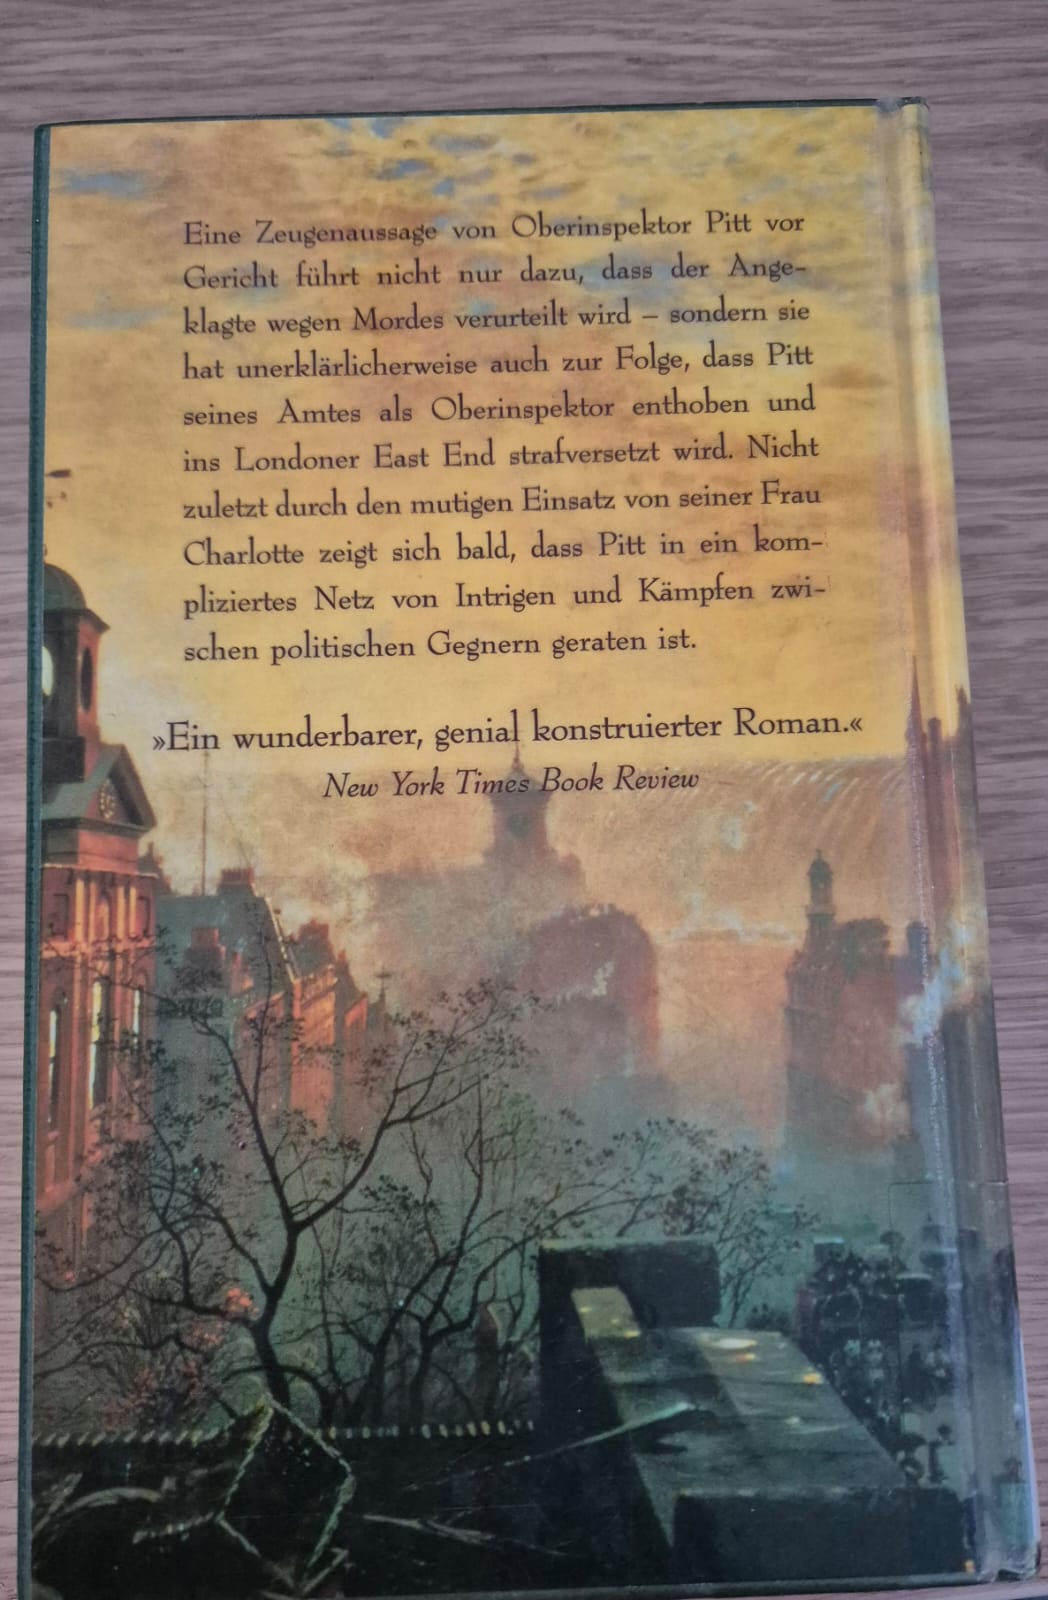 Eine Zeugenaussage von Oberinspektor Pitt vor
Gericht führt nicht nur dazu, dass der Ange-
klagte wegen Mordes verurteilt wird – sondern sie
hat unerklärlicherweise auch zur Folge, dass Pitt
seines Amtes als Oberinspektor enthoben und
ins Londoner East End strafversetzt wird. Nicht
zuletzt durch den mutigen Einsatz von seiner Frau
Charlotte zeigt sich bald, dass Pitt in ein kom-
pliziertes Netz von Intrigen und Kämpfen zwi-
schen politischen Gegnern geraten ist.
»Ein wunderbarer, genial konstruierter Roman.«
New York Times Book Review